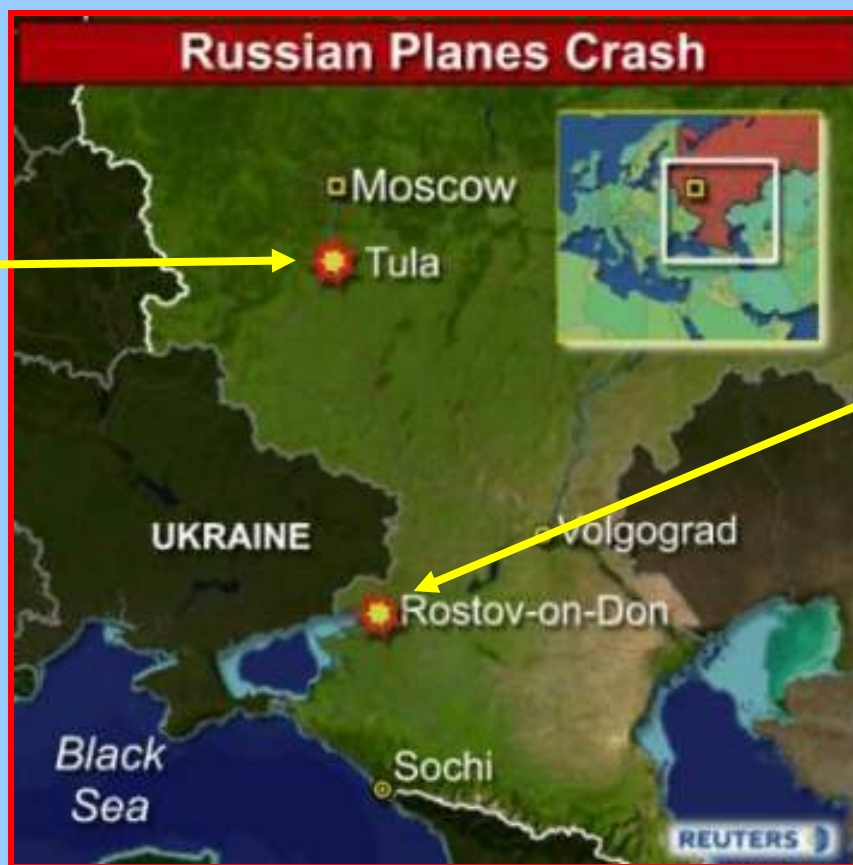 Russian Planes Crash
Moscow
Tula
UKRAINE
Volgograd
Rostov-on-Don
Black
Sea
Sochi
REUTERS